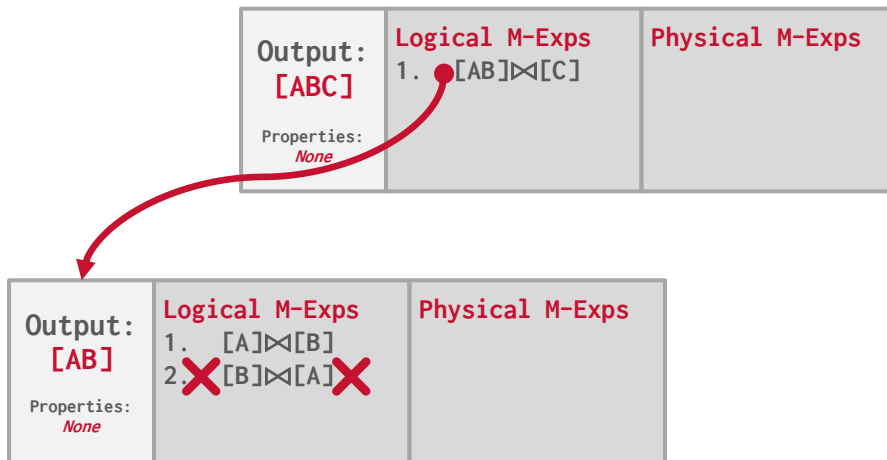 Output:
[ABC]
Properties:
None
Logical M-Exps
1. [AB]⋈[C]
Physical M-Exps
Output:
[AB]
Properties:
None
Logical M-Exps
1. [A]⋈[B]
2. [B]⋈[A]
Physical M-Exps